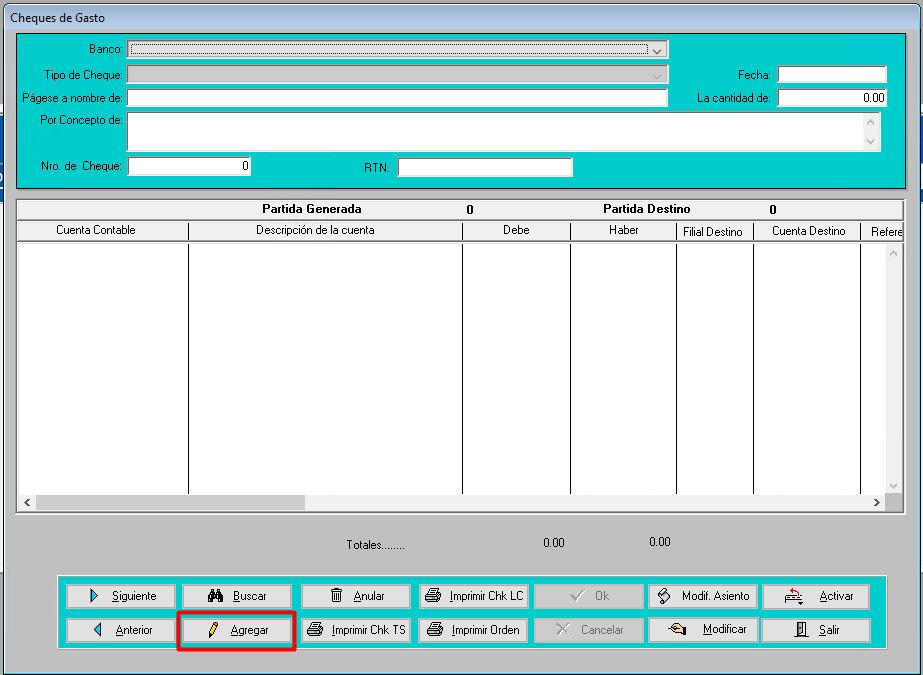 Cheques de Gasto
Banco:
Tipo de Cheque: Fecha:
Págese a nombre de: La cantidad de: 0.00
Por Concepto de:
Nro. de Cheque: 0 RTN:
Partida Generada 0 Partida Destino 0
Cuenta Contable Descripción de la cuenta Debe Haber Filial Destino Cuenta Destino Refere
Totales........ 0.00 0.00
Siguiente Buscar Anular Imprimir Chk LC Ok Modif. Asiento Activar
Anterior Agregar Imprimir Chk TS Imprimir Orden Cancelar Modificar Salir